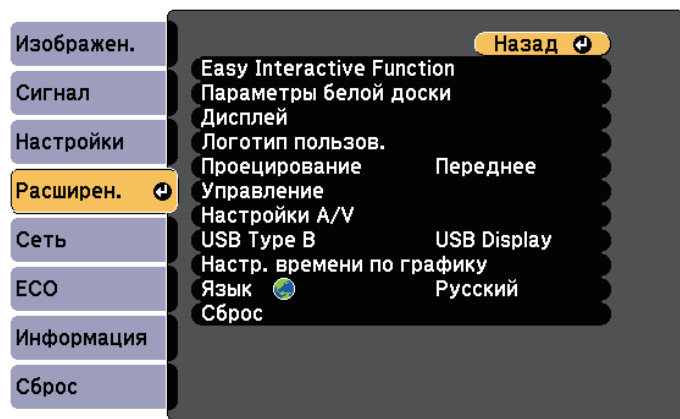 Изображен.
Сигнал
Настройки
Расширен.
Сеть
ECO
Информация
Сброс
Назад
Easy Interactive Function
Параметры белой доски
Дисплей
Логотип пользов.
Проецирование Переднее
Управление
Настройки A/V
USB Type B USB Display
Настр. времени по графику
Язык Русский
Сброс